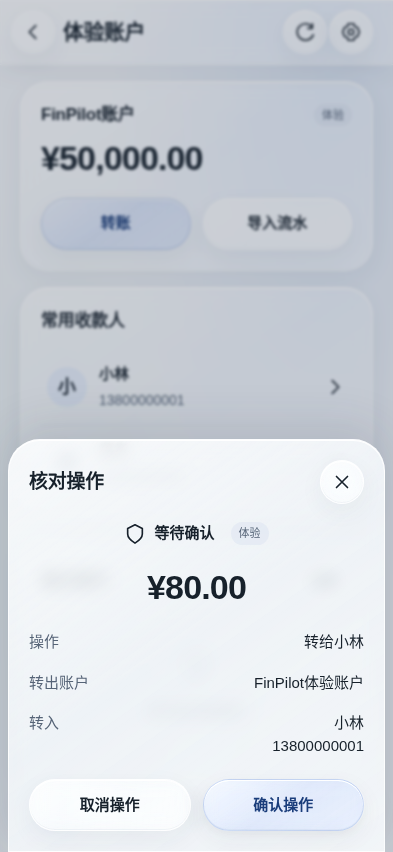 体验账户
FinPilot账户
体验
¥50,000.00
转账
导入流水
常用收款人
小
小林
13800000001
核对操作
等待确认
体验
¥80.00
操作
转给小林
转出账户
FinPilot体验账户
转入
小林
13800000001
取消操作
确认操作